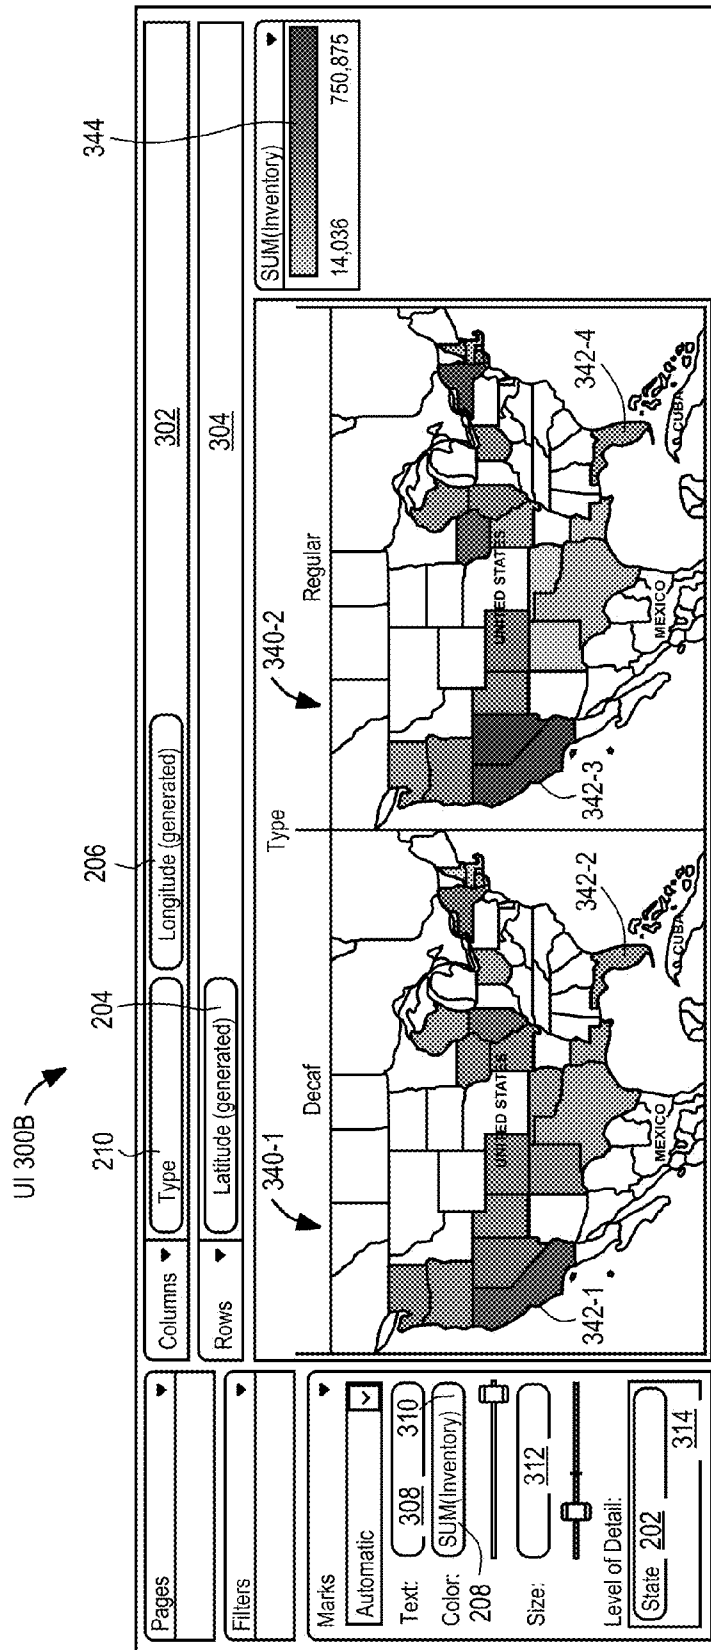 UI 300B
210
204
206
344
Pages
Columns
Type
Longitude (generated)
302
Filters
Rows
Latitude (generated)
304
Marks
Automatic
Text:
308
310
Color:
SUM(Inventory)
208
Size:
312
Level of Detail:
State 202
314
Type
340-1
Decaf
340-2
Regular
UNITED STATES
MEXICO
CUBA
342-1
342-2
UNITED STATES
MEXICO
CUBA
342-3
342-4
SUM(Inventory)
14,036
750,875